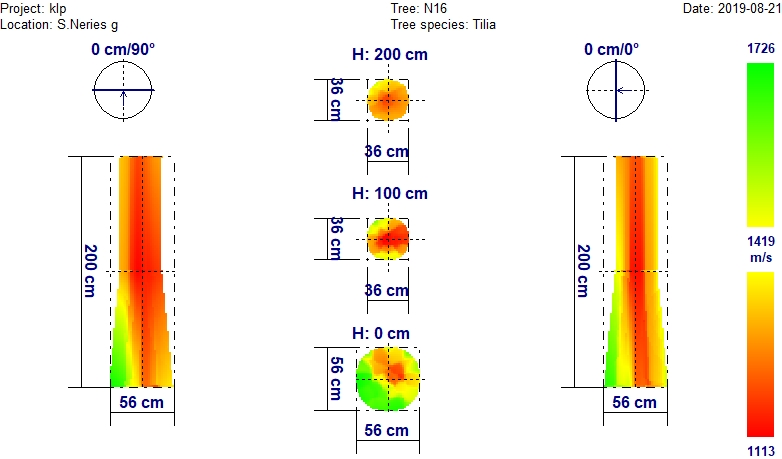 Project: klp
Tree: N16
Date: 2019-08-21
Location: S.Neries g
Tree species: Tilia
0 cm/90°
H: 200 cm
36 cm
36 cm
0 cm/0°
1726
200 cm
56 cm
H: 100 cm
36 cm
36 cm
H: 0 cm
56 cm
56 cm
200 cm
56 cm
1419
m/s
1113